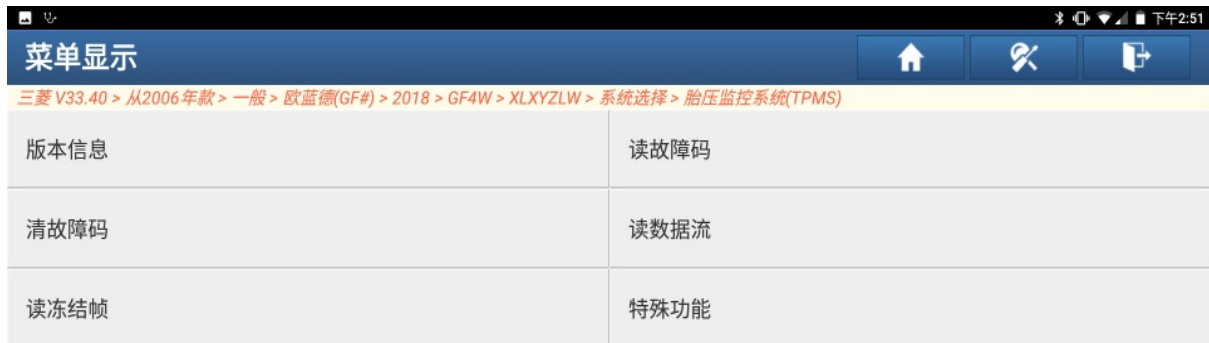 下午2:51
菜单显示
三菱 V33.40 > 从2006年款 > 一般 > 欧蓝德(GF#) > 2018 > GF4W > XLXYZLW > 系统选择 > 胎压监控系统(TPMS)
版本信息 读故障码
清故障码 读数据流
读冻结帧 特殊功能